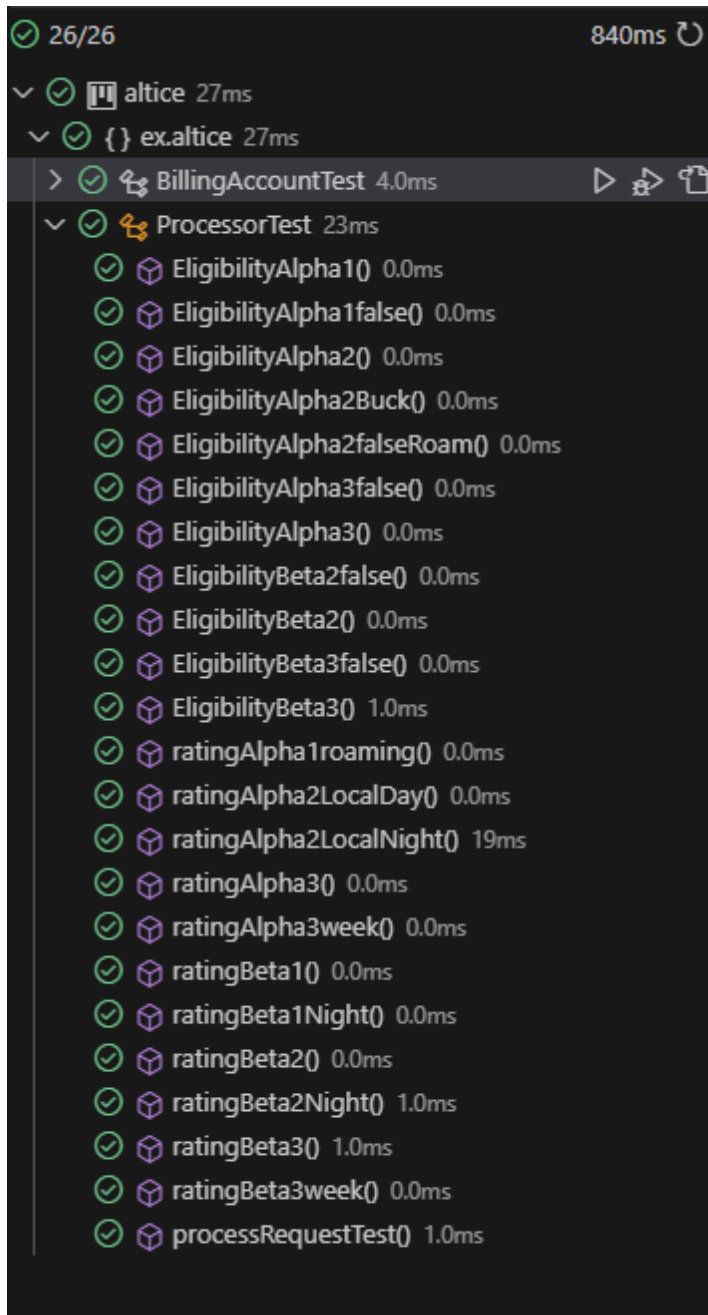 26/26 840ms
altice 27ms
{ } ex.altice 27ms
BillingAccountTest 4.0ms
ProcessorTest 23ms
EligibilityAlpha1() 0.0ms
EligibilityAlpha1false() 0.0ms
EligibilityAlpha2() 0.0ms
EligibilityAlpha2Buck() 0.0ms
EligibilityAlpha2falseRoam() 0.0ms
EligibilityAlpha3false() 0.0ms
EligibilityAlpha3() 0.0ms
EligibilityBeta2false() 0.0ms
EligibilityBeta2() 0.0ms
EligibilityBeta3false() 0.0ms
EligibilityBeta3() 1.0ms
ratingAlpha1roaming() 0.0ms
ratingAlpha2LocalDay() 0.0ms
ratingAlpha2LocalNight() 19ms
ratingAlpha3() 0.0ms
ratingAlpha3week() 0.0ms
ratingBeta1() 0.0ms
ratingBeta1Night() 0.0ms
ratingBeta2() 0.0ms
ratingBeta2Night() 1.0ms
ratingBeta3() 1.0ms
ratingBeta3week() 0.0ms
processRequestTest() 1.0ms